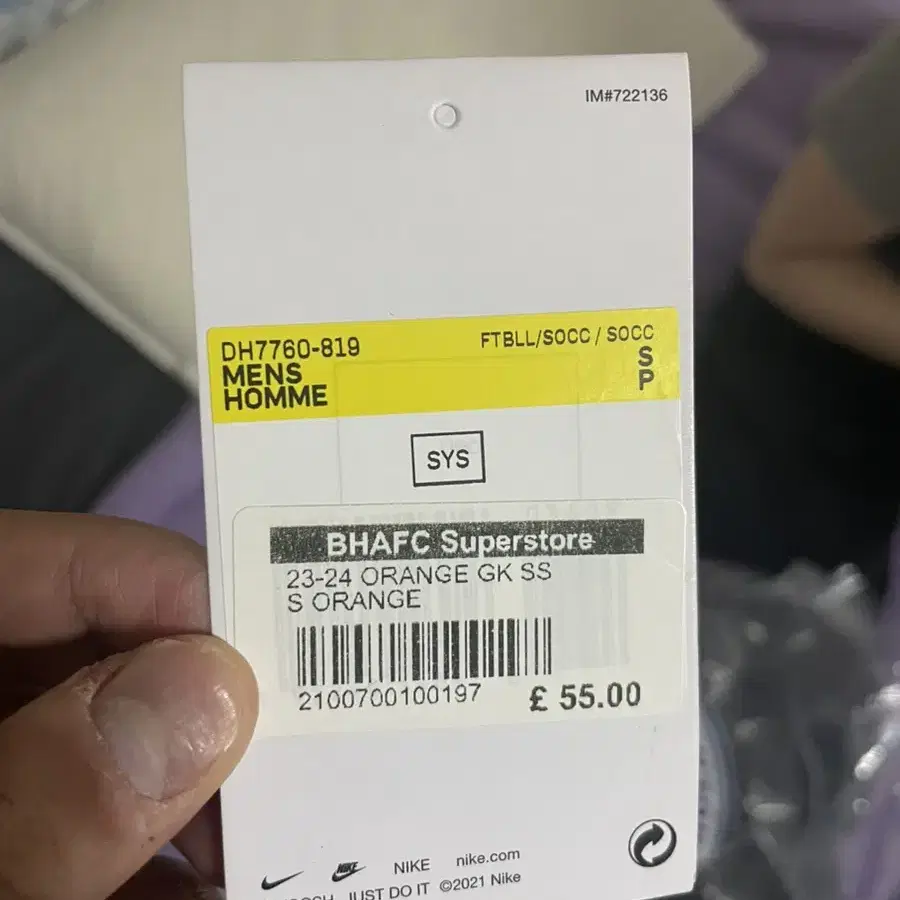 IM#722136
DH7760-819
FTBLL/SOCC / SOCC
MENS
S
HOMME
P
SYS
BHAFC Superstore
23-24 ORANGE GK SS
S ORANGE
2100700100197
£ 55.00
NIKE
NIKE nike.com
JUST DO IT ©2021 Nike